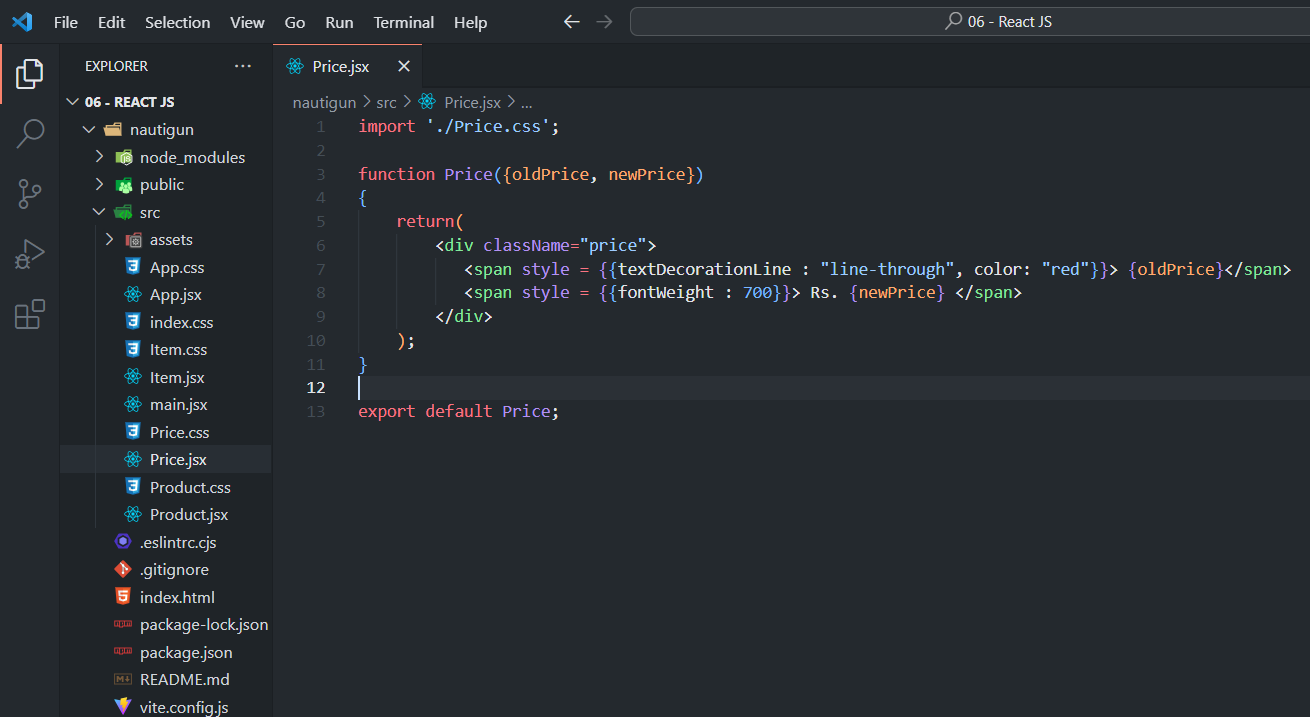 File Edit Selection View Go Run Terminal Help
06 - React JS
EXPLORER
06 - REACT JS
nautigun
node_modules
public
src
assets
App.css
App.jsx
index.css
Item.css
Item.jsx
main.jsx
Price.css
Price.jsx
Product.css
Product.jsx
.eslintrc.cjs
.gitignore
index.html
package-lock.json
package.json
README.md
vite.config.js
Price.jsx
nautigun > src > Price.jsx > ...
1 import './Price.css';
2
3 function Price({oldPrice, newPrice})
4 {
5 return(
6 <div className="price">
7 <span style = {{textDecorationLine : "line-through", color: "red"}}> {oldPrice}</span>
8 <span style = {{fontWeight : 700}}> Rs. {newPrice} </span>
9 </div>
10 );
11 }
12
13 export default Price;